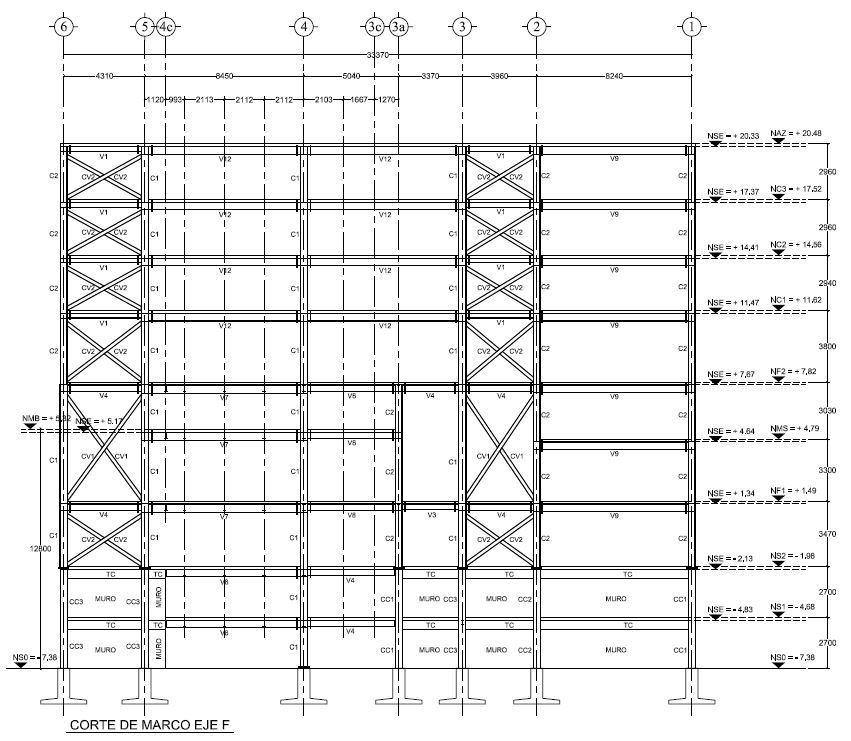 6 5 4c 4 3c 3a 3 2 1
33370
4310 8450 5040 3370 3960 8240
1120 993 2113 2112 2112 2103 1667 1270
NSE = + 20.33 NAZ = + 20.48
V1 V12 V12 V1 V9
C2 CV2 CV2 C1 C1 CV2 CV2 C2 C2 2960
NSE = + 17.37 NC3 = + 17.52
V1 V12 V12 V1 V9
C2 CV2 CV2 C1 C1 CV2 CV2 C2 C2 2960
NSE = + 14,41 NC2 = + 14,56
V1 V12 V12 V1 V9
C2 CV2 CV2 C1 C1 CV2 CV2 C2 C2 2940
NSE = + 11,47 NC1 = + 11,62
V1 V12 V12 V1 V9
C2 CV2 CV2 C1 C1 CV2 CV2 C2 C2 3800
NSE = + 7,67 NF2 = + 7,82
V4 V7 V8 V4 V4 V9
C1 C1 C2 C2 C2 3030
NMB = + 5,32 NSE = + 5.17
NSE = + 4.64 NMS = + 4,79
V7 V8 V9
C1 CV1 CV1 C1 C1 C2 C1 CV1 CV1 C2 C2 3300
NSE = + 1,34 NF1 = + 1,49
V4 V7 V8 V3 V4 V9
C1 CV2 CV2 C1 C1 C2 C2 CV2 CV2 C2 C2 3470
12800
NSE = - 2,13 NS2 = - 1,98
TC TC V8 V4 TC TC TC
CC3 MURO CC3 MURO C1 CC1 MURO CC3 MURO CC2 MURO CC1 2700
NSE = - 4,83 NS1 = - 4,68
TC TC V8 V4 TC TC TC
CC3 MURO CC3 MURO C1 CC1 MURO CC3 MURO CC2 MURO CC1 2700
NS0 = - 7,38 NS0 = - 7,38
CORTE DE MARCO EJE F